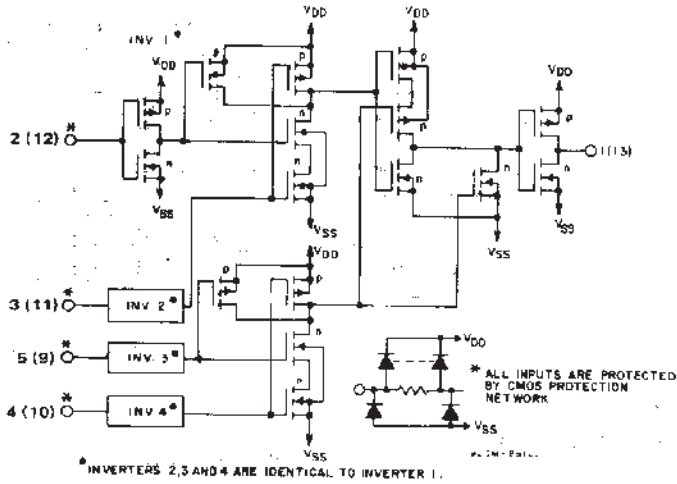 INV. 1*
VDD
VDD
VDD
VDD
p
p
p
p
p
n
n
n
n
n
n
2 (12) *
1(13)
VSS
VSS
VSS
VSS
VDD
3 (11) *
INV. 2*
p
p
5 (9) *
INV. 3*
n
4 (10) *
INV. 4*
n
VSS
VDD
VSS
* ALL INPUTS ARE PROTECTED
BY CMOS PROTECTION
NETWORK
*INVERTERS 2,3 AND 4 ARE IDENTICAL TO INVERTER 1.